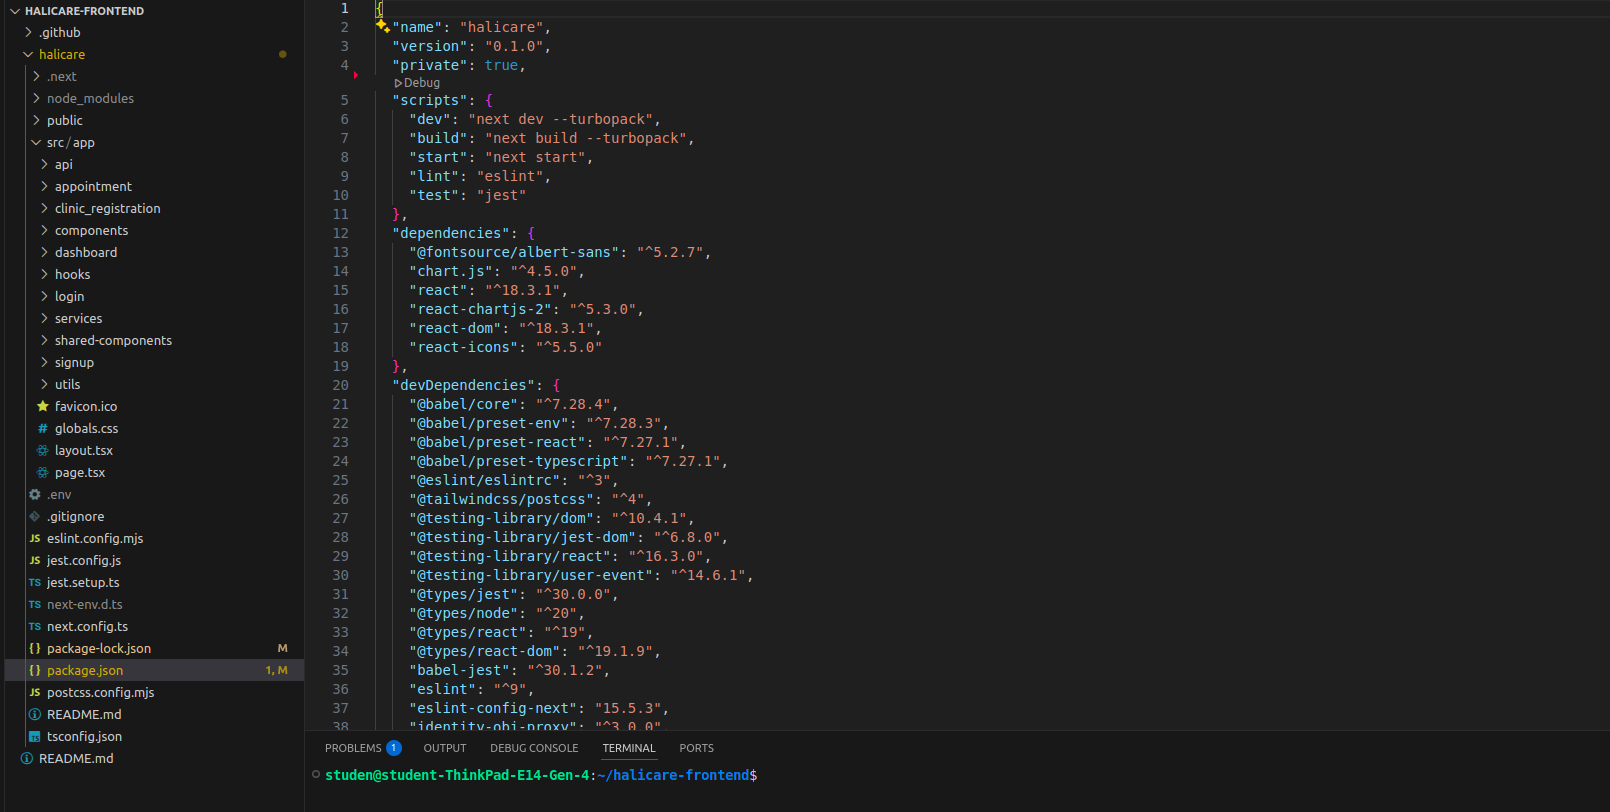 HALICARE-FRONTEND
.github
halicare
.next
node_modules
public
src/app
api
appointment
clinic_registration
components
dashboard
hooks
login
services
shared-components
signup
utils
favicon.ico
# globals.css
layout.tsx
page.tsx
.env
.gitignore
JS eslint.config.mjs
JS jest.config.js
TS jest.setup.ts
TS next-env.d.ts
TS next.config.ts
{} package-lock.json M
{} package.json 1, M
JS postcss.config.mjs
README.md
TS tsconfig.json
README.md
1 {
2 "name": "halicare",
3 "version": "0.1.0",
4 "private": true,
Debug
5 "scripts": {
6 "dev": "next dev --turbopack",
7 "build": "next build --turbopack",
8 "start": "next start",
9 "lint": "eslint",
10 "test": "jest"
11 },
12 "dependencies": {
13 "@fontsource/albert-sans": "^5.2.7",
14 "chart.js": "^4.5.0",
15 "react": "^18.3.1",
16 "react-chartjs-2": "^5.3.0",
17 "react-dom": "^18.3.1",
18 "react-icons": "^5.5.0"
19 },
20 "devDependencies": {
21 "@babel/core": "^7.28.4",
22 "@babel/preset-env": "^7.28.3",
23 "@babel/preset-react": "^7.27.1",
24 "@babel/preset-typescript": "^7.27.1",
25 "@eslint/eslintrc": "^3",
26 "@tailwindcss/postcss": "^4",
27 "@testing-library/dom": "^10.4.1",
28 "@testing-library/jest-dom": "^6.8.0",
29 "@testing-library/react": "^16.3.0",
30 "@testing-library/user-event": "^14.6.1",
31 "@types/jest": "^30.0.0",
32 "@types/node": "^20",
33 "@types/react": "^19",
34 "@types/react-dom": "^19.1.9",
35 "babel-jest": "^30.1.2",
36 "eslint": "^9",
37 "eslint-config-next": "15.5.3",
38 "identity-obj-proxy": "^3.0.0"
PROBLEMS 1 OUTPUT DEBUG CONSOLE TERMINAL PORTS
studen@student-ThinkPad-E14-Gen-4:~/halicare-frontend$